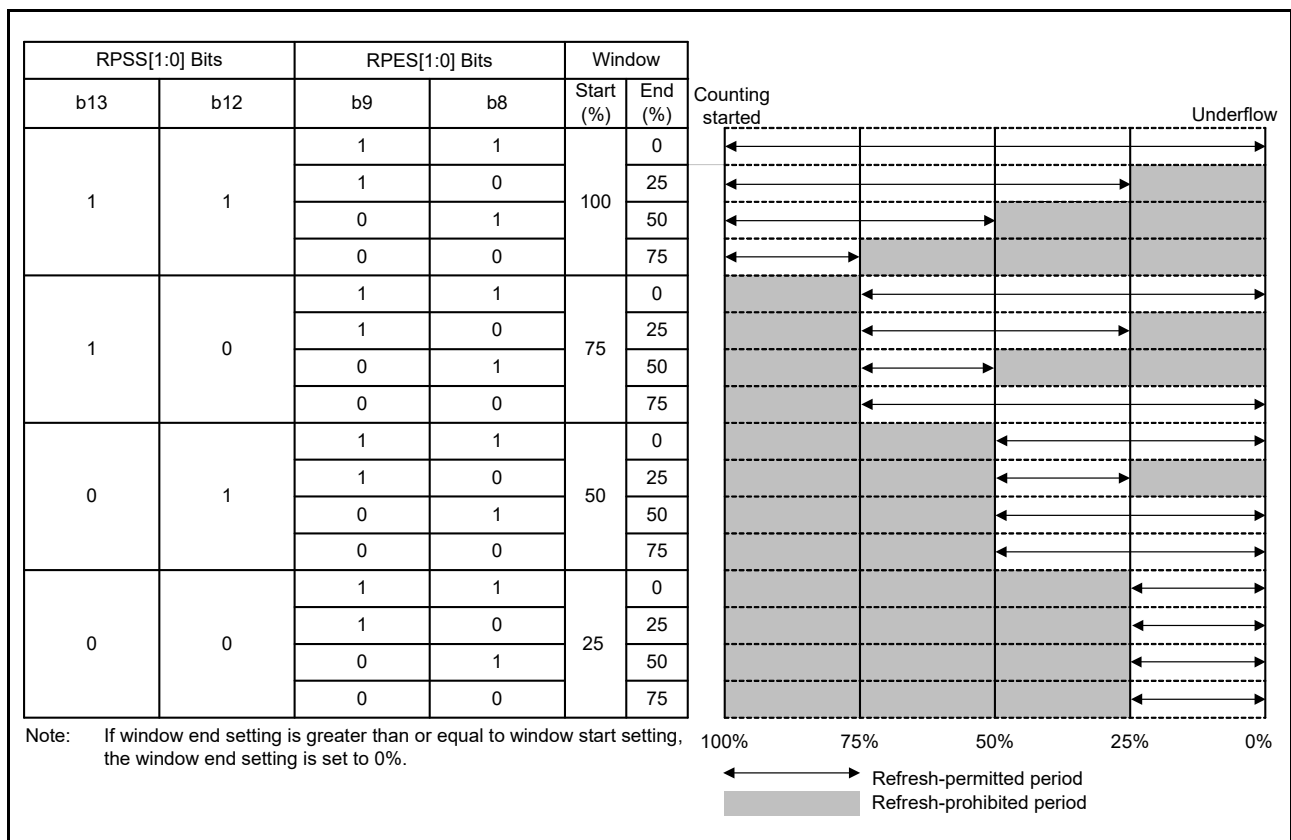 RPSS[1:0] Bits RPES[1:0] Bits Window
b13 b12 b9 b8 Start (%) End (%) Counting started Underflow
1 1 0
1 0 25
1 1 100
0 1 50
0 0 75
1 1 0
1 0 25
1 0 75
0 1 50
0 0 75
1 1 0
1 0 25
0 1 50
0 1 50
0 0 75
1 1 0
1 0 25
0 0 25
0 1 50
0 0 75
Note: If window end setting is greater than or equal to window start setting,
the window end setting is set to 0%.
100% 75% 50% 25% 0%
Refresh-permitted period
Refresh-prohibited period